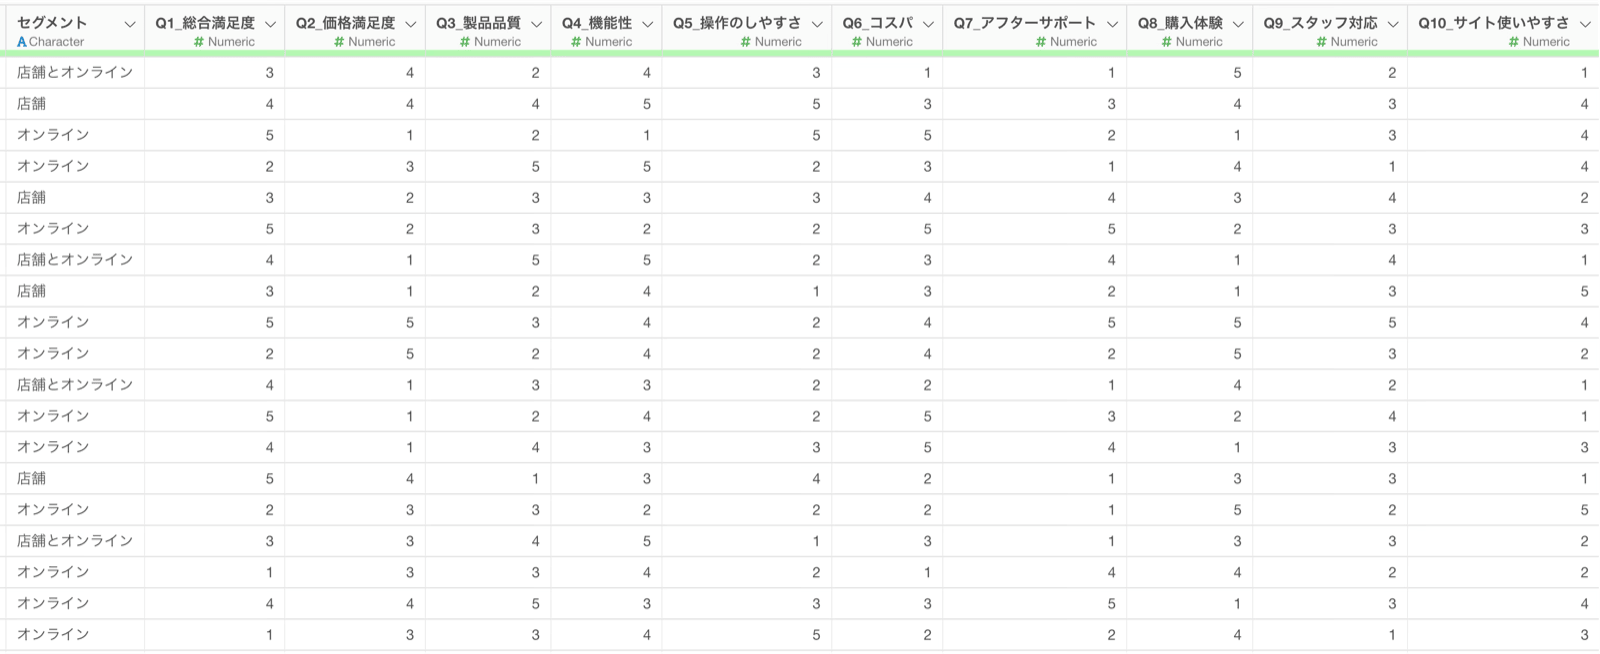 セグメント Q1_総合満足度 Q2_価格満足度 Q3_製品品質 Q4_機能性 Q5_操作のしやすさ Q6_コスパ Q7_アフターサポート Q8_購入体験 Q9_スタッフ対応 Q10_サイト使いやすさ
A Character # Numeric # Numeric # Numeric # Numeric # Numeric # Numeric # Numeric # Numeric # Numeric # Numeric
店舗とオンライン 3 4 2 4 3 1 1 5 2 1
店舗 4 4 4 5 5 3 3 4 3 4
オンライン 5 1 2 1 5 5 2 1 3 4
オンライン 2 3 5 5 2 3 1 4 1 4
店舗 3 2 3 3 3 4 4 3 4 2
オンライン 5 2 3 2 2 5 5 2 3 3
店舗とオンライン 4 1 5 5 2 3 4 1 4 1
店舗 3 1 2 4 1 3 2 1 3 5
オンライン 5 5 3 4 2 4 5 5 5 4
オンライン 2 5 2 4 2 4 2 5 3 2
店舗とオンライン 4 1 3 3 2 2 1 4 2 1
オンライン 5 1 2 4 2 5 3 2 4 1
オンライン 4 1 4 3 3 5 4 1 3 3
店舗 5 4 1 3 4 2 1 3 3 1
オンライン 2 3 3 2 2 2 1 5 2 5
店舗とオンライン 3 3 4 5 1 3 1 3 3 2
オンライン 1 3 3 4 2 1 4 4 2 2
オンライン 4 4 5 3 3 3 5 1 3 4
オンライン 1 3 3 4 5 2 2 4 1 3